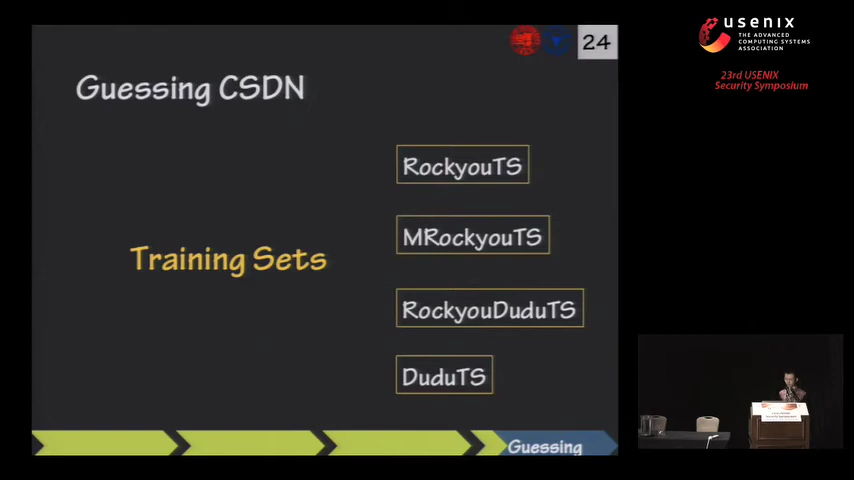 24
Guessing CSDN
Training Sets
RockyouTS
MRockyouTS
RockyouDuduTS
DuduTS
Guessing
usenix
THE ADVANCED
COMPUTING SYSTEMS
ASSOCIATION
23rd USENIX
Security Symposium